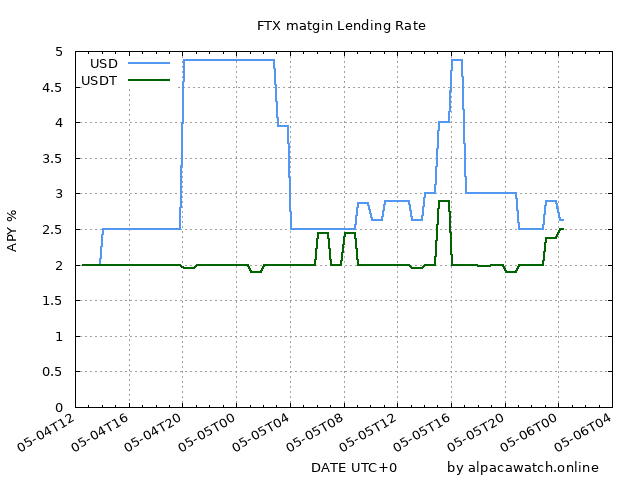 FTX matgin Lending Rate
USD
USDT
5
4.5
4
3.5
3
2.5
2
1.5
1
0.5
0
APY %
05-04T12
05-04T16
05-04T20
05-05T00
05-05T04
05-05T08
05-05T12
05-05T16
05-05T20
05-06T00
05-06T04
DATE UTC+0
by alpacawatch.online